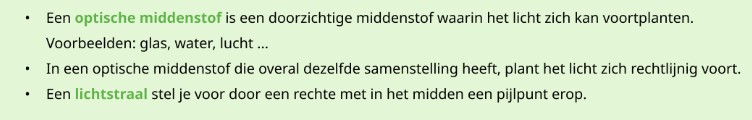 • Een optische middenstof is een doorzichtige middenstof waarin het licht zich kan voortplanten.
Voorbeelden: glas, water, lucht ...
• In een optische middenstof die overal dezelfde samenstelling heeft, plant het licht zich rechtlijnig voort.
• Een lichtstraal stel je voor door een rechte met in het midden een pijlpunt erop.